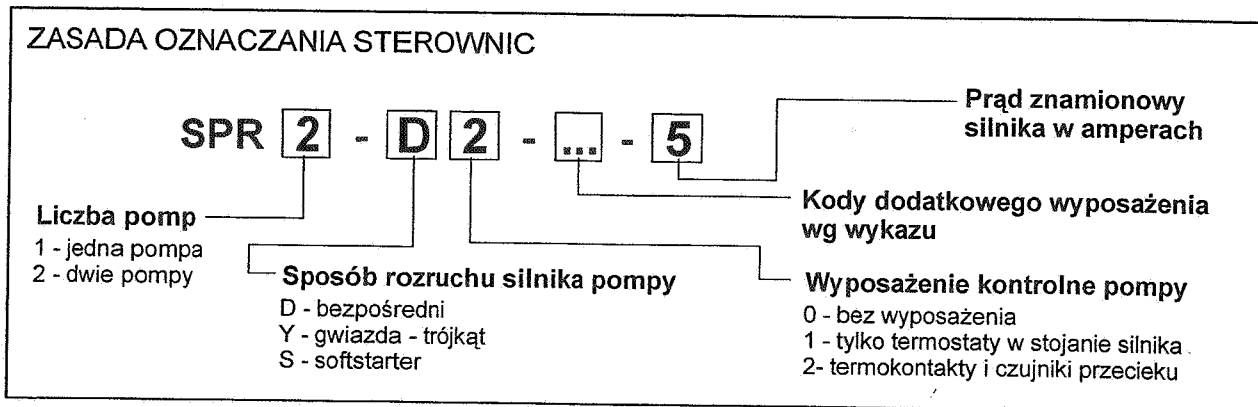 ZASADA OZNACZANIA STEROWNIC
SPR 2 - D 2 - ... - 5
Prąd znamionowy
silnika w amperach
Kody dodatkowego wyposażenia
wg wykazu
Liczba pomp
1 - jedna pompa
2 - dwie pompy
Sposób rozruchu silnika pompy
D - bezpośredni
Y - gwiazda - trójkąt
S - softstarter
Wyposażenie kontrolne pompy
0 - bez wyposażenia
1 - tylko termostaty w stojanie silnika
2- termokontakty i czujniki przecieku